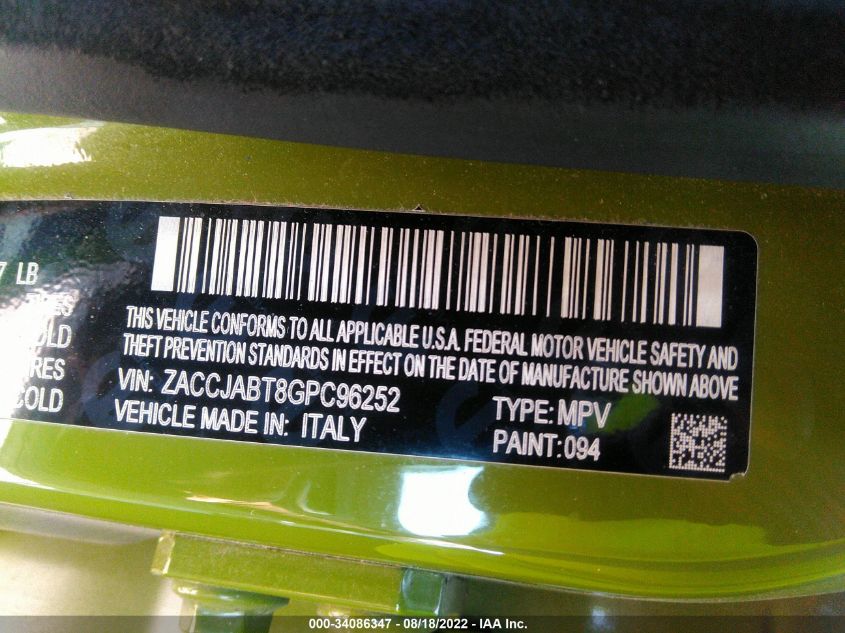 7 LB
THIS VEHICLE CONFORMS TO ALL APPLICABLE U.S.A. FEDERAL MOTOR VEHICLE SAFETY AND
THEFT PREVENTION STANDARDS IN EFFECT ON THE DATE OF MANUFACTURE SHOWN ABOVE
VIN: ZACCJABT8GPC96252
TYPE: MPV
COLD
VEHICLE MADE IN: ITALY
PAINT: 094
000-34086347 - 08/18/2022 - IAA Inc.